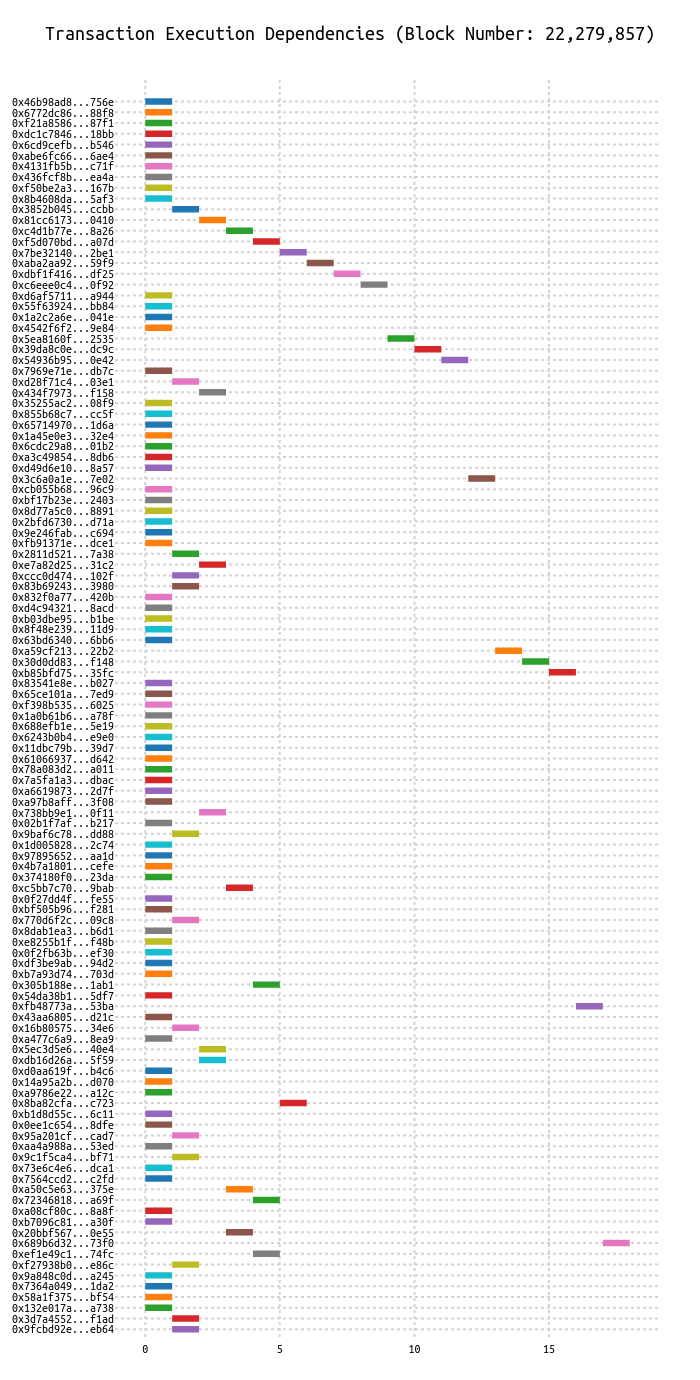 Transaction Execution Dependencies (Block Number: 22,279,857)
0x46b98ad8...756e
0x6772dc86...88f8
0xf21a8586...87f1
0xdc1c7846...18bb
0x6cd9cefb...b546
0xabe6fc66...6ae4
0x4131fb5b...c71f
0x436fcf8b...ea4a
0xf50be2a3...167b
0x8b4608da...5af3
0x3852b045...ccbb
0x81cc6173...0410
0xc4d1b77e...8a26
0xf5d070bd...a07d
0x7be32140...2be1
0xaba2aa92...59f9
0xdbf1f416...df25
0xc6eee0c4...0f92
0xd6af5711...a944
0x55f63924...bb84
0x1a2c2a6e...041e
0x4542f6f2...9e84
0x5ea8160f...2535
0x39da8c0e...dc9c
0x54936b95...0e42
0x7969e71e...db7c
0xd28f71c4...03e1
0x434f7973...f158
0x35255ac2...08f9
0x855b68c7...cc5f
0x65714970...1d6a
0x1a45e0e3...32e4
0x6cdc29a8...01b2
0xa3c49854...8db6
0xd49d6e10...8a57
0x3c6a0a1e...7e02
0xcb055b68...96c9
0xbf17b23e...2403
0x8d77a5c0...8891
0x2bfd6730...d71a
0x9e246fab...c694
0xfb91371e...dce1
0x2811d521...7a38
0xe7a82d25...31c2
0xccc0d474...102f
0x83b69243...3980
0x832f0a77...420b
0xd4c94321...8acd
0xb03dbe95...b1be
0x8f48e239...11d9
0x63bd6340...6bb6
0xa59cf213...22b2
0x30d0dd83...f148
0xb85bfd75...35fc
0x83541e8e...b027
0x65ce101a...7ed9
0xf398b535...6025
0x1a0b61b6...a78f
0x688efb1e...5e19
0x6243b0b4...e9e0
0x11dbc79b...39d7
0x61066937...d642
0x78a083d2...a011
0x7a5fa1a3...dbac
0xa6619873...2d7f
0xa97b8aff...3f08
0x738bb9e1...0f11
0x02b1f7af...b217
0x9baf6c78...dd88
0x1d005828...2c74
0x97895652...aa1d
0x4b7a1801...cefe
0x374180f0...23da
0xc5bb7c70...9bab
0x0f27dd4f...fe55
0xbf505b96...f281
0x770d6f2c...09c8
0x8dab1ea3...b6d1
0xe8255b1f...f48b
0x0f2fb63b...ef30
0xdf3be9ab...94d2
0xb7a93d74...703d
0x305b188e...1ab1
0x54da38b1...5df7
0xfb48773a...53ba
0x43aa6805...d21c
0x16b80575...34e6
0xa477c6a9...8ea9
0x5ec3d5e6...40e4
0xdb16d26a...5f59
0xd0aa619f...b4c6
0x14a95a2b...d070
0xa9786e22...a12c
0x8ba82cfa...c723
0xb1d8d55c...6c11
0x0ee1c654...8dfe
0x95a201cf...cad7
0xaa4a988a...53ed
0x9c1f5ca4...bf71
0x73e6c4e6...dca1
0x7564ccd2...c2fd
0xa50c5e63...375e
0x72346818...a69f
0xa08cf80c...8a8f
0xb7096c81...a30f
0x20bbf567...0e55
0x689b6d32...73f0
0xef1e49c1...74fc
0xf27938b0...e86c
0x9a848c0d...a245
0x7364a049...1da2
0x58a1f375...bf54
0x132e017a...a738
0x3d7a4552...f1ad
0x9fcbd92e...eb64
0 5 10 15